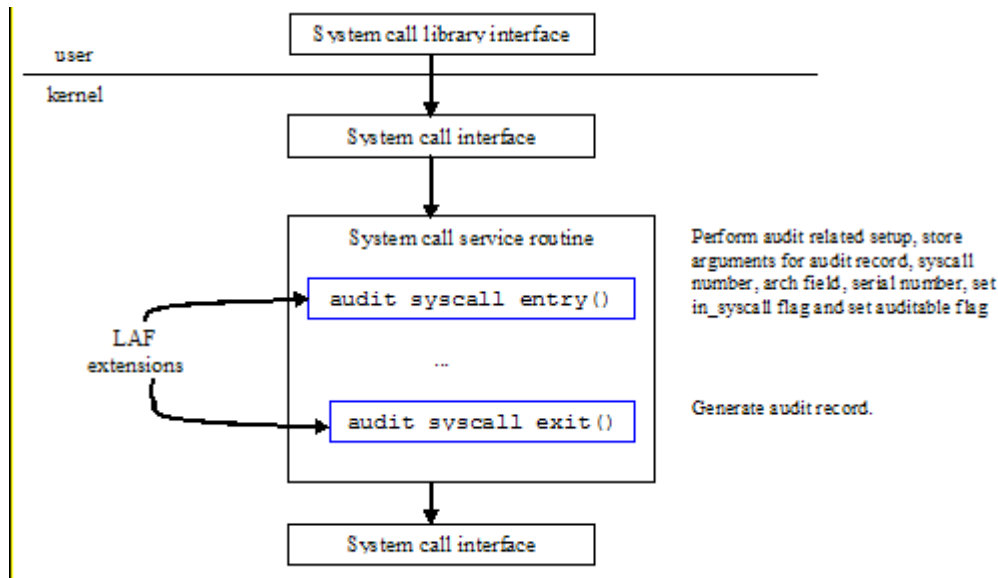 System call library interface
user
kernel
System call interface
System call service routine
Perform audit related setup, store
arguments for audit record, syscall
number, arch field, serial number, set
in_syscall flag and set auditable flag
audit syscall entry()
LAF
extensions
...
audit syscall exit()
Generate audit record.
System call interface